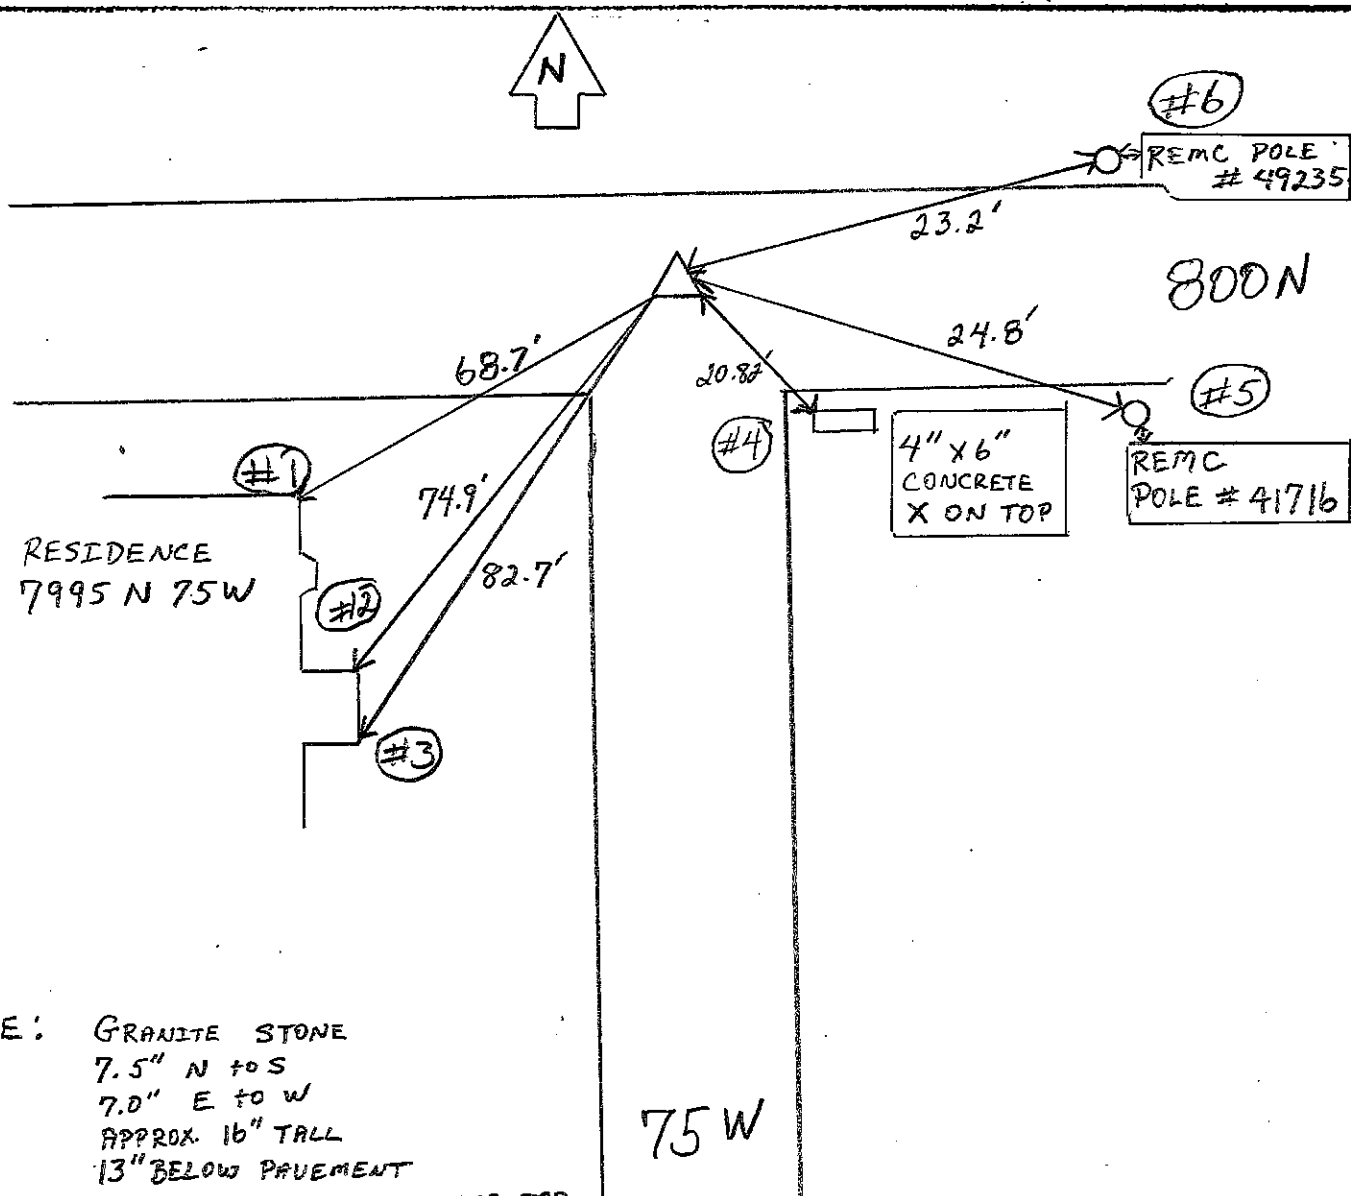 N
#6
REMC POLE
# 49235
23.2'
800N
24.8'
68.7'
20.82'
#5
#4
4" X 6"
CONCRETE
X ON TOP
REMC
POLE # 41716
#1
74.9'
RESIDENCE
7995 N 75W
82.7'
#2
#3
E:
GRANITE STONE
7.5" N to S
7.0" E to W
APPROX. 16" TALL
13" BELOW PAVEMENT
75 W